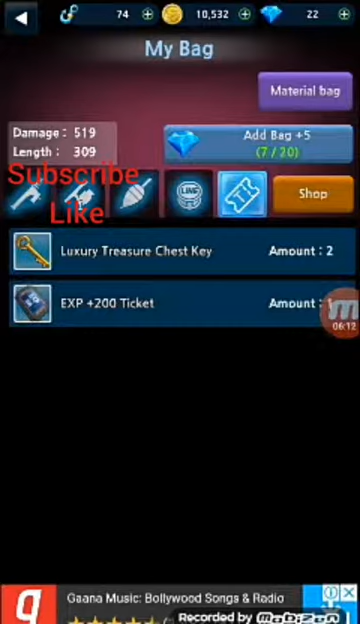 74 10,532 22
My Bag
Material bag
Damage : 519
Length : 309
Add Bag +5
(7 / 20)
Subscribe
Like
LINE
Shop
Luxury Treasure Chest Key Amount : 2
EXP +200 Ticket Amount : 1
06:12
Gaana Music: Bollywood Songs & Radio
Recorded by mobizen